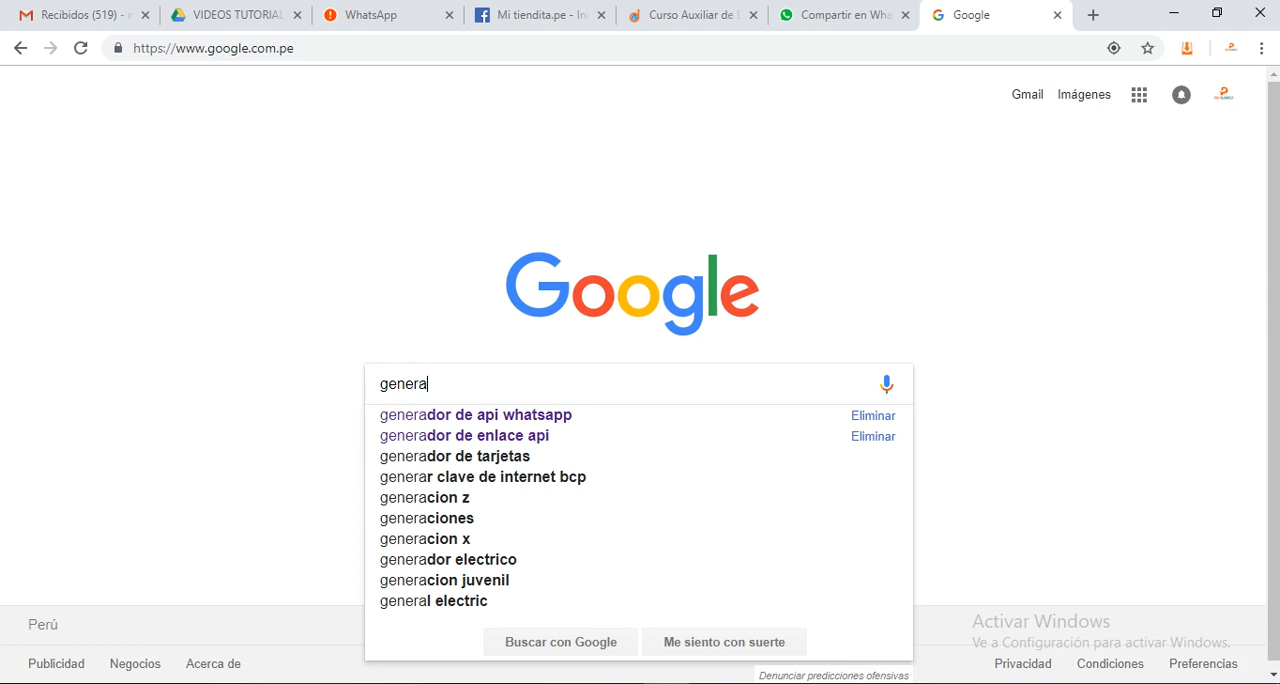 Recibidos (519) -
VIDEOS TUTORIAL
WhatsApp
Mi tiendita.pe - In
Curso Auxiliar de
Compartir en Wha
Google
https://www.google.com.pe
Gmail Imágenes
Google
genera
generador de api whatsapp Eliminar
generador de enlace api Eliminar
generador de tarjetas
generar clave de internet bcp
generacion z
generaciones
generacion x
generador electrico
generacion juvenil
general electric
Buscar con Google Me siento con suerte
Denunciar predicciones ofensivas
Perú
Activar Windows
Ve a Configuración para activar Windows.
Publicidad Negocios Acerca de
Privacidad Condiciones Preferencias